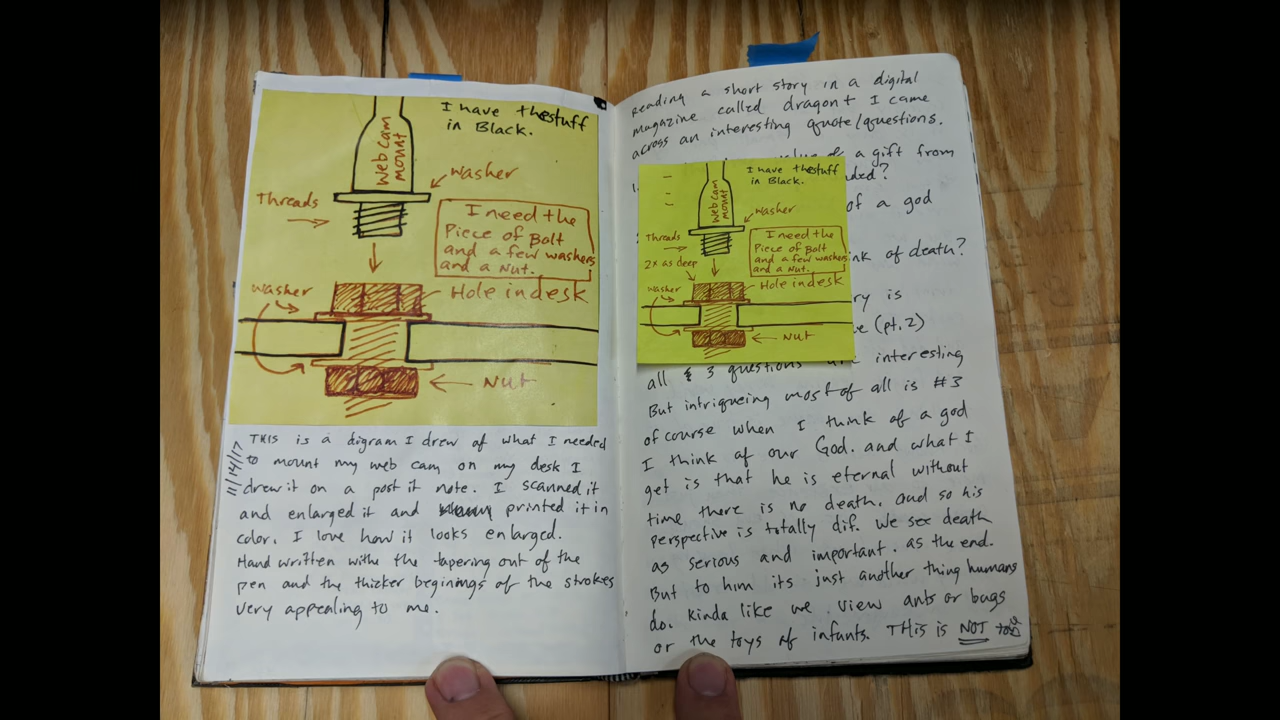 I have the stuff
in Black.
Web cam
mount
washer
Threads
I need the
Piece of Bolt
and a few washers
and a Nut.
washer
Hole in desk
Nut
11/14/17
THIS is a digram I drew of what I needed
to mount my web cam on my desk I
drew it on a post it note. I scanned it
and enlarged it and printed it in
color. I love how it looks enlarged.
Hand written withe the tapering out of the
pen and the thicker beginings of the strokes
very appealing to me.
reading a short story in a digital
magazine called dragon+ I came
across an interesting quote/questions.
of a gift from
of a god
of death?
ry is
(pt.2)
I have the stuff
in Black.
Web cam
mount
washer
Threads
2x as deep
I need the
Piece of Bolt
and a few washers
and a Nut.
washer
Hole in desk
Nut
all 3 questions are interesting
But intriqueing most of all is #3
of course when I think of a god
I think of our God. and what I
get is that he is eternal without
time there is no death. and so his
perspective is totally dif. We see death
as serious and important. as the end.
But to him its just another thing humans
do. Kinda like we view ants or bugs
or the toys of infants. THis is NOT to